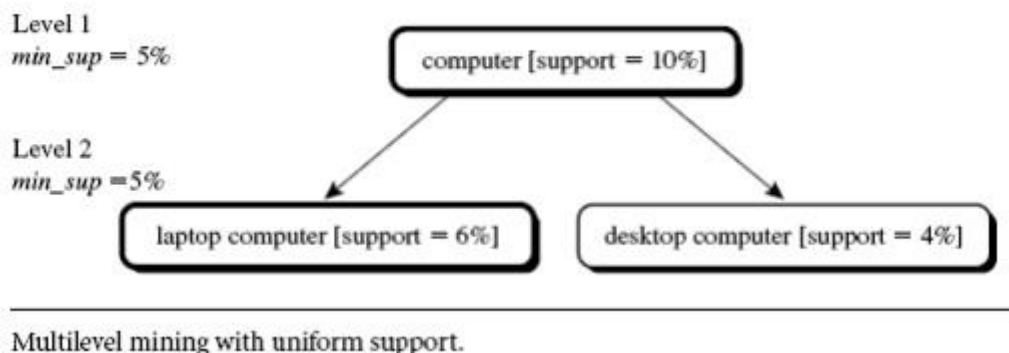 Level 1
min_sup = 5%
computer [support = 10%]
Level 2
min_sup =5%
laptop computer [support = 6%]
desktop computer [support = 4%]
Multilevel mining with uniform support.